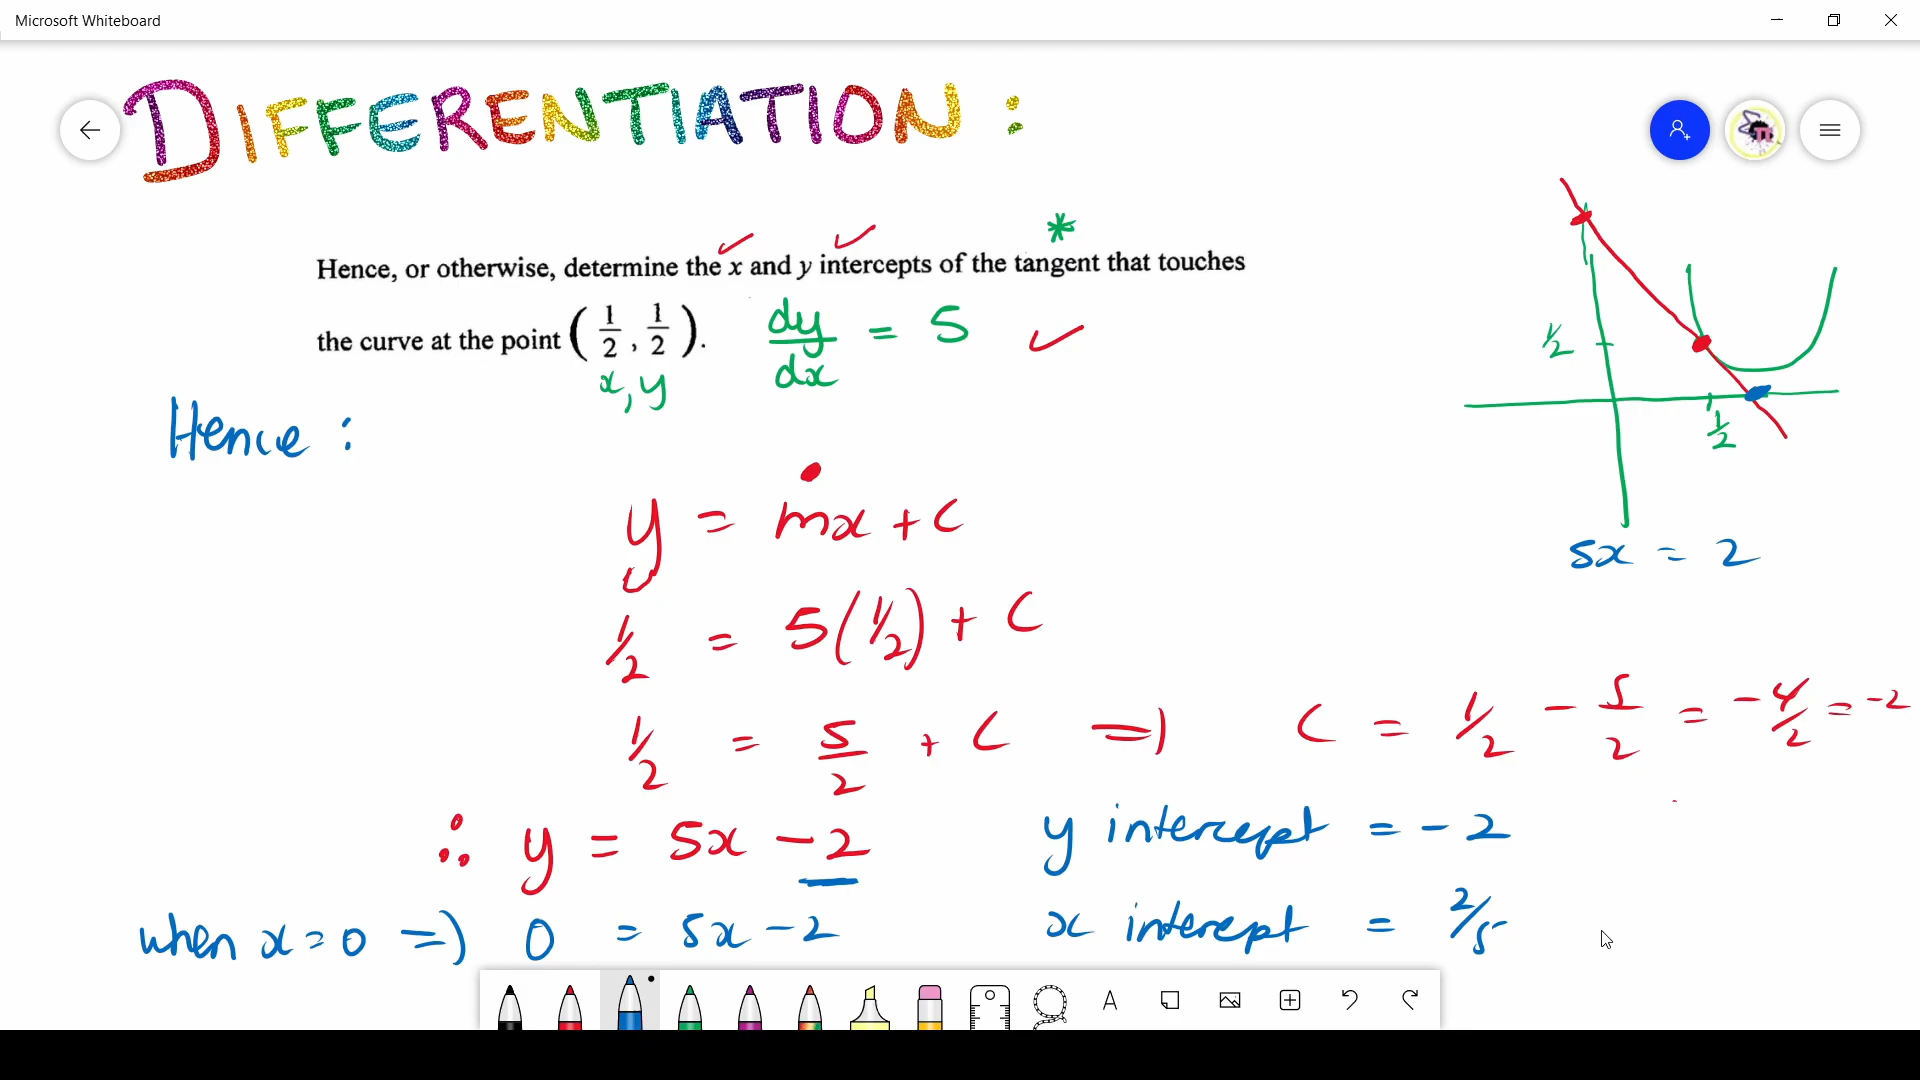 Microsoft Whiteboard
DIFFERENTIATION :
Hence, or otherwise, determine the x and y intercepts of the tangent that touches
the curve at the point (1/2, 1/2). dy/dx = 5
x, y
Hence :
y = mx + c
1/2 = 5(1/2) + c
1/2 = 5/2 + c => c = 1/2 - 5/2 = -4/2 = -2
∴ y = 5x - 2
y intercept = -2
when x = 0 => 0 = 5x - 2
x interept = 2/5
1/2
1/2
5x = 2
A